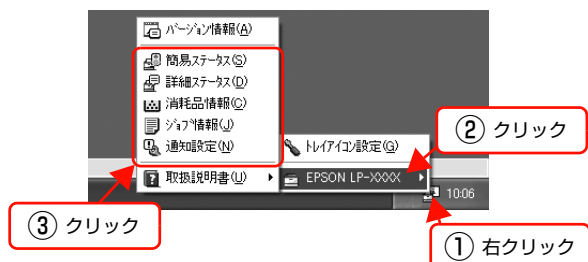 バージョン情報(A)
簡易ステータス(S)
詳細ステータス(D)
消耗品情報(C)
ジョブ情報(J)
通知設定(N)
取扱説明書(U)
トレイアイコン設定(G)
EPSON LP-XXXX
10:06
② クリック
③ クリック
① 右クリック